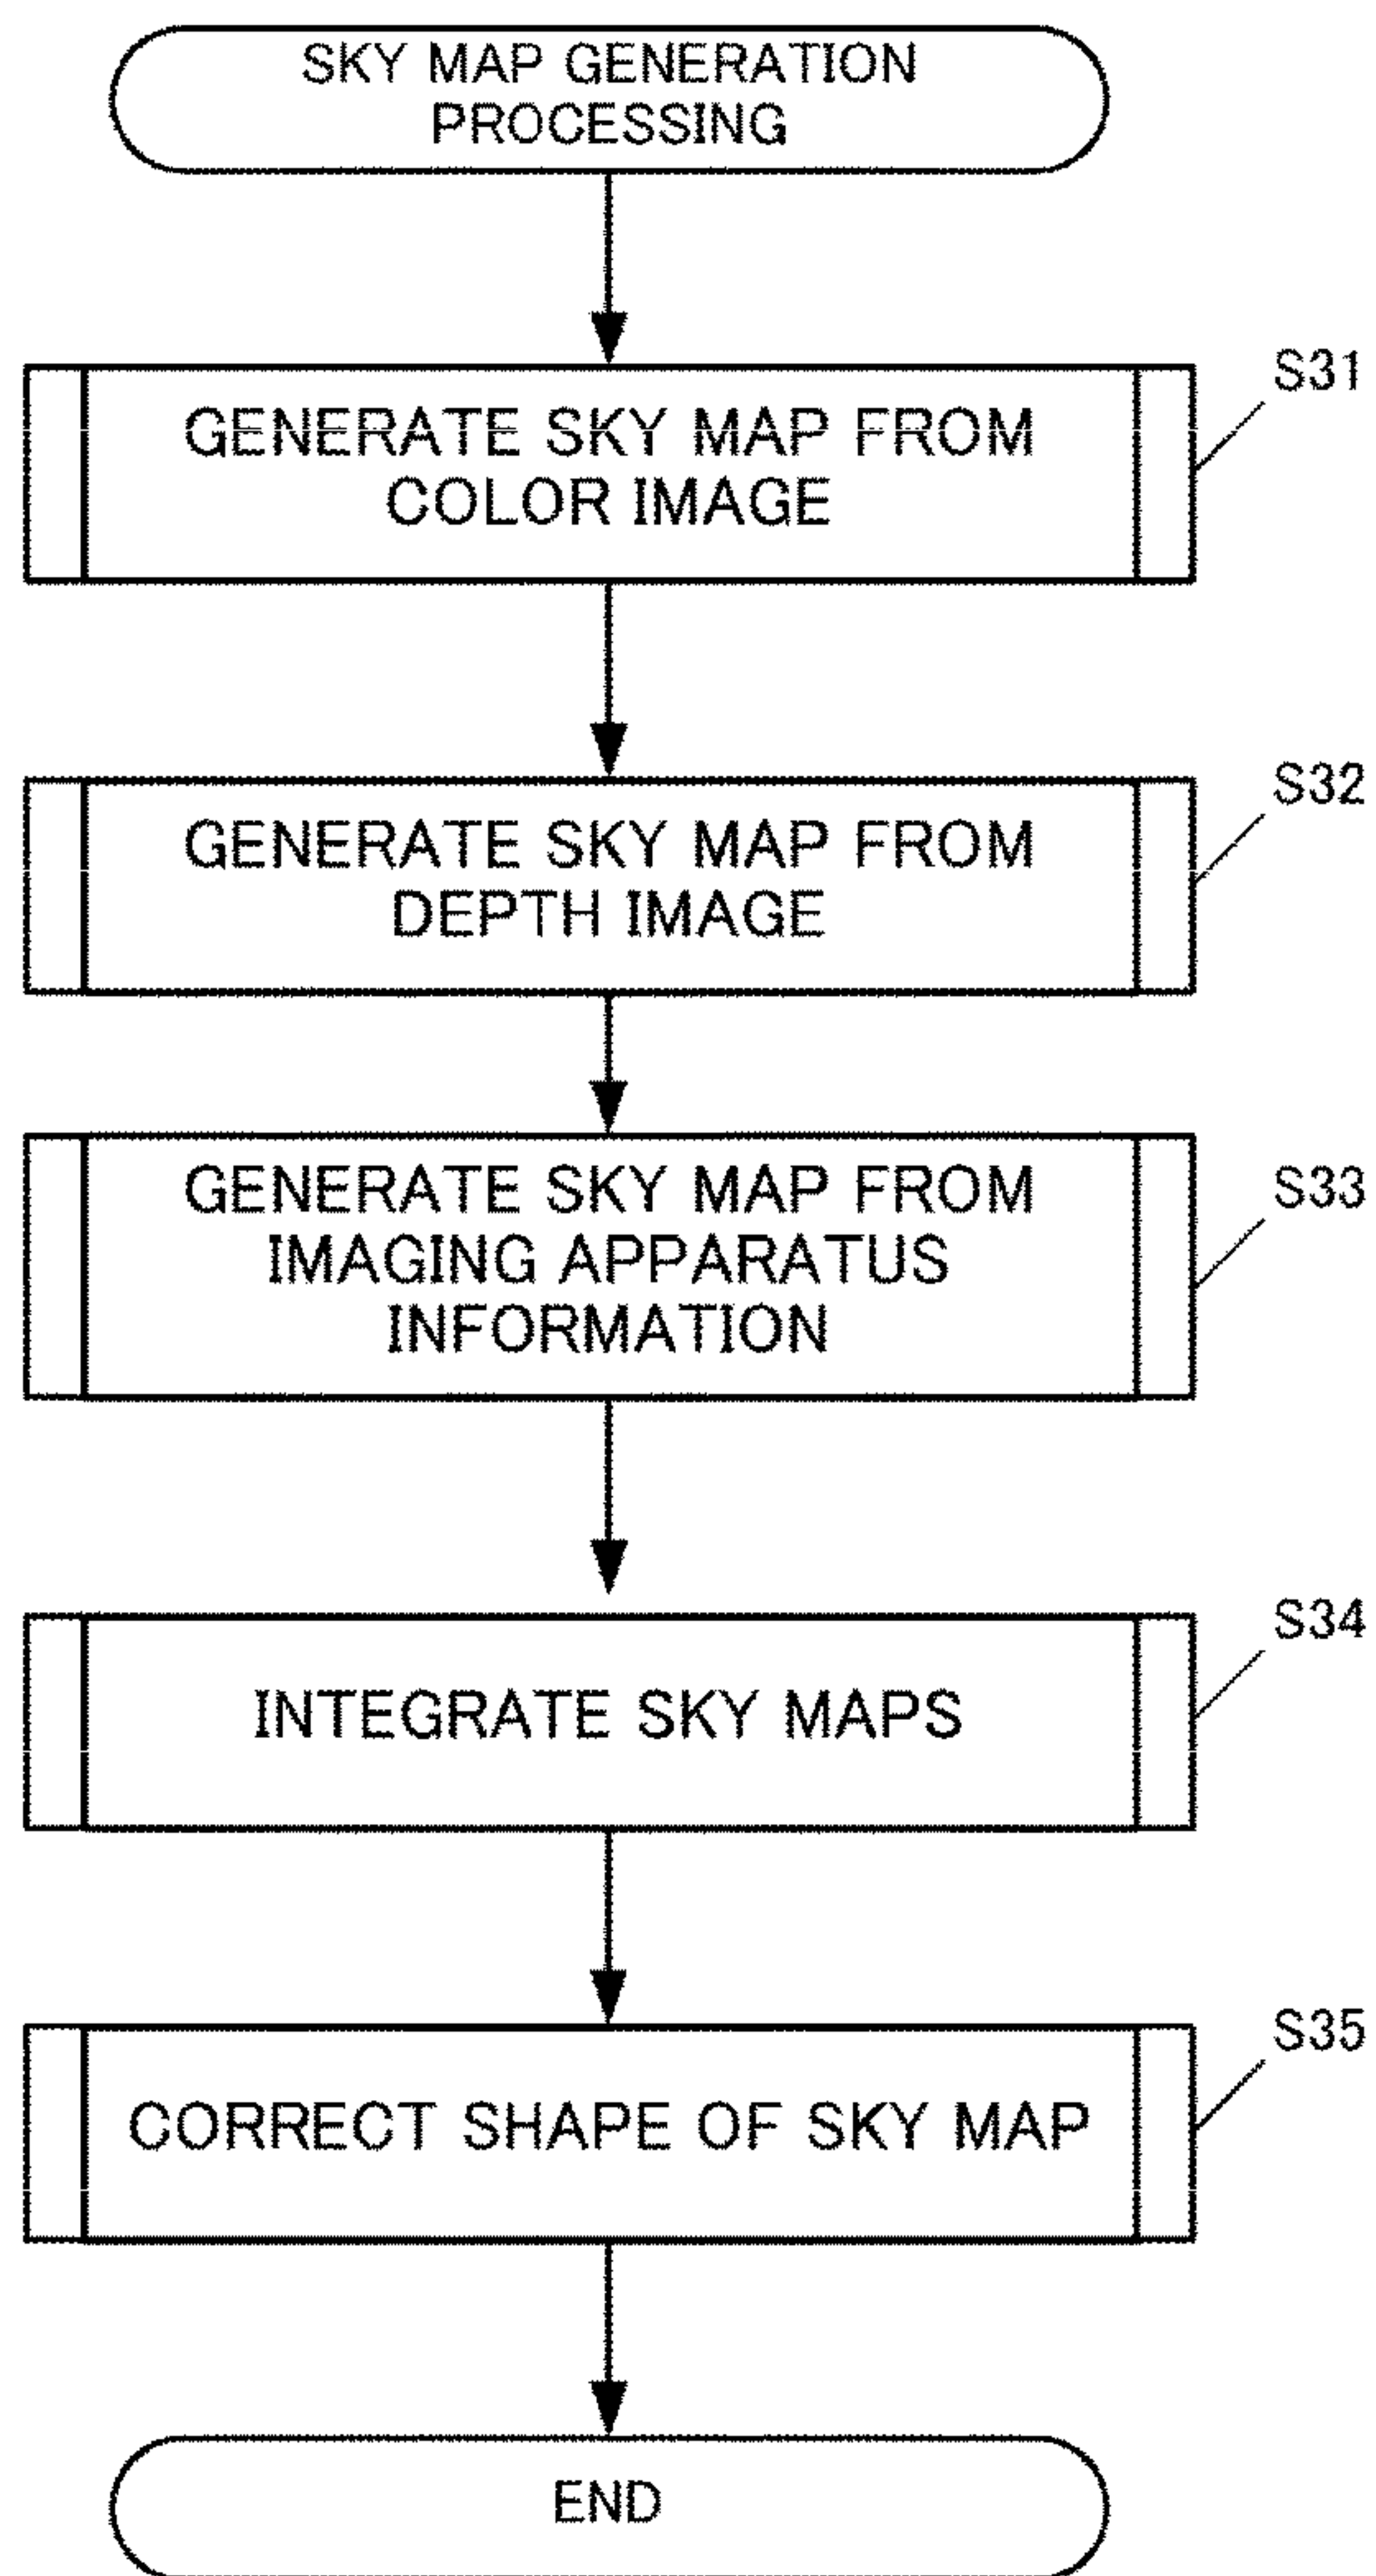 SKY MAP GENERATION
PROCESSING
S31
GENERATE SKY MAP FROM
COLOR IMAGE
S32
GENERATE SKY MAP FROM
DEPTH IMAGE
S33
GENERATE SKY MAP FROM
IMAGING APPARATUS
INFORMATION
S34
INTEGRATE SKY MAPS
S35
CORRECT SHAPE OF SKY MAP
END